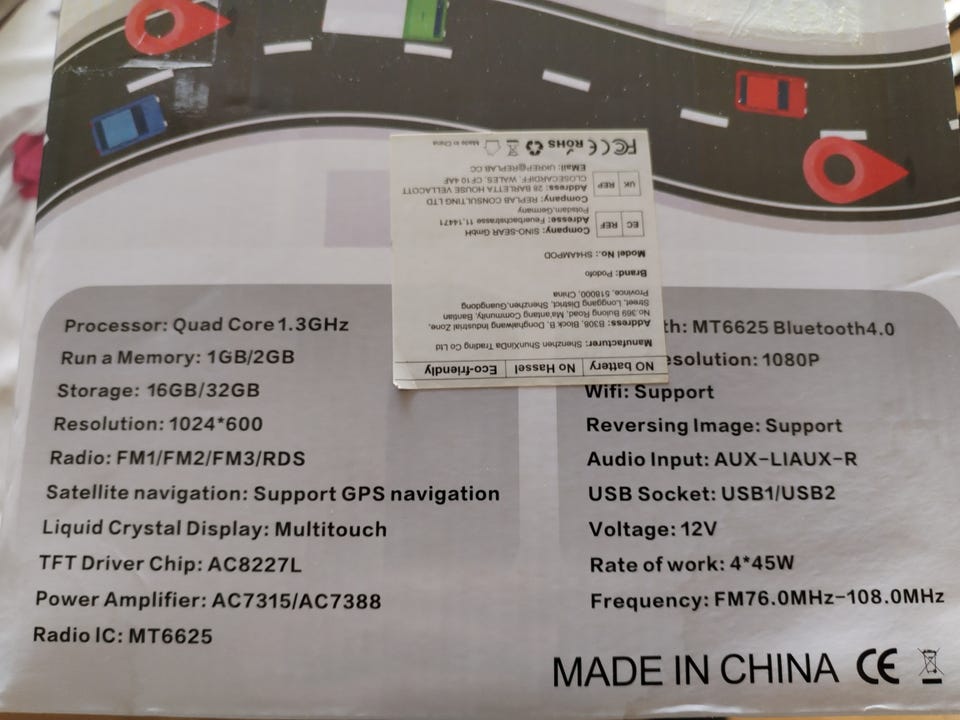 Processor: Quad Core 1.3GHz
Run a Memory: 1GB/2GB
Storage: 16GB/32GB
Resolution: 1024*600
Radio: FM1/FM2/FM3/RDS
Satellite navigation: Support GPS navigation
Liquid Crystal Display: Multitouch
TFT Driver Chip: AC8227L
Power Amplifier: AC7315/AC7388
Radio IC: MT6625
th: MT6625 Bluetooth4.0
esolution: 1080P
Wifi: Support
Reversing Image: Support
Audio Input: AUX-LIAUX-R
USB Socket: USB1/USB2
Voltage: 12V
Rate of work: 4*45W
Frequency: FM76.0MHz-108.0MHz
MADE IN CHINA CE
NO battery No Hassel Eco-friendly
Manufacturer: Shenzhen ShunXinDa Trading Co Ltd
Address: B308, Block B, Donghaiwang Industrial Zone,
No.369 Bulong Road, Ma'antang Community, Bantian
Street, Longgang District, Shenzhen,Guangdong
Province, 518000, China
Brand: Podofo
Model No.: SH4AMPOD
EC REP
Company: SINO-SEAR GmbH
Adresse: Feuerbachstrasse 11,14471
Potsdam,Germany
UK REP
Company: REPLAB CONSULTING LTD
Address: 28 BARLETTA HOUSE VELLACOTT
CLOSECARDIFF, WALES, CF10 4AF
EMail: UKREP@REPLAB.CC
FC CE ROHS Made in China